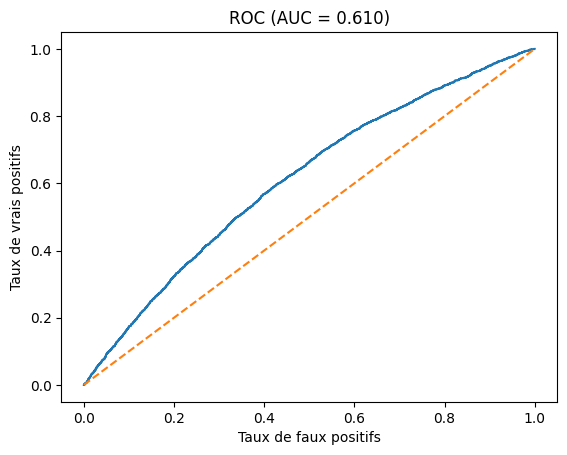 ROC (AUC = 0.610)
1.0
0.8
0.6
0.4
0.2
0.0
Taux de vrais positifs
0.0 0.2 0.4 0.6 0.8 1.0
Taux de faux positifs